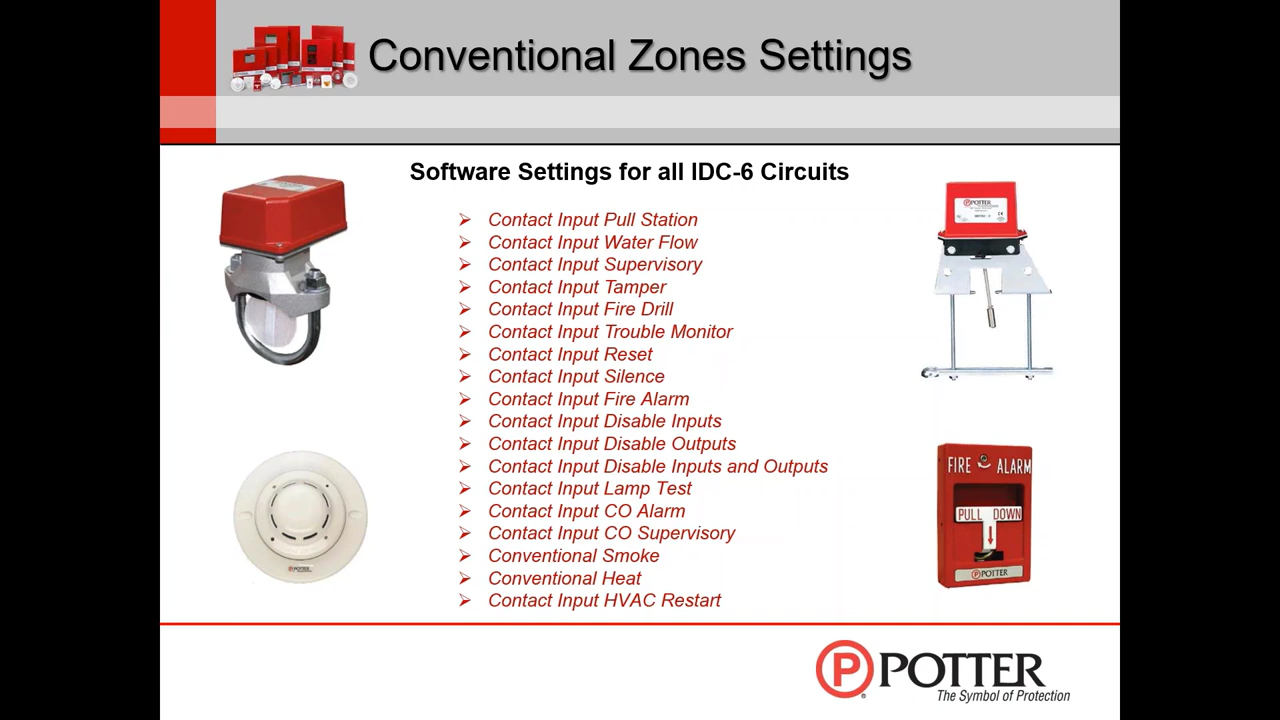 Conventional Zones Settings
Software Settings for all IDC-6 Circuits
Contact Input Pull Station
Contact Input Water Flow
Contact Input Supervisory
Contact Input Tamper
Contact Input Fire Drill
Contact Input Trouble Monitor
Contact Input Reset
Contact Input Silence
Contact Input Fire Alarm
Contact Input Disable Inputs
Contact Input Disable Outputs
Contact Input Disable Inputs and Outputs
Contact Input Lamp Test
Contact Input CO Alarm
Contact Input CO Supervisory
Conventional Smoke
Conventional Heat
Contact Input HVAC Restart
POTTER
FIRE ALARM
PULL DOWN
P POTTER
POTTER
P POTTER
®
The Symbol of Protection